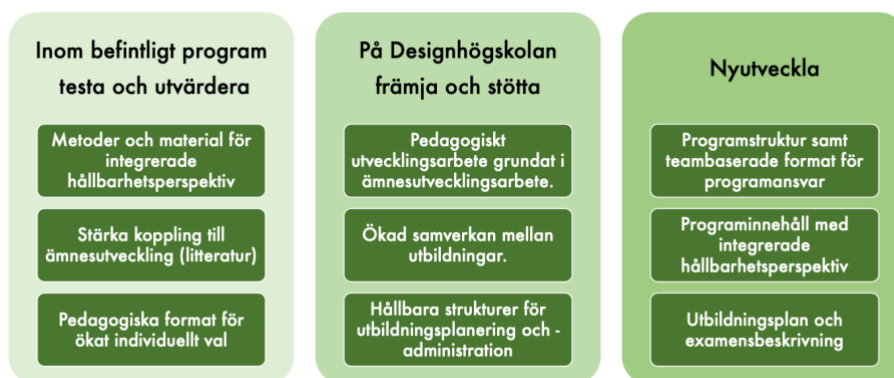 Inom befintligt program
testa och utvärdera
Metoder och material för
integrerade
hållbarhetsperspektiv
Stärka koppling till
ämnesutveckling (litteratur)
Pedagogiska format för
ökat individuellt val
På Designhögskolan
främja och stötta
Pedagogiskt
utvecklingsarbete grundat i
ämnesutvecklingsarbete.
Ökad samverkan mellan
utbildningar.
Hållbara strukturer för
utbildningsplanering och -
administration
Nyutveckla
Programstruktur samt
teambaserade format för
programansvar
Programinnehåll med
integrerade
hållbarhetsperspektiv
Utbildningsplan och
examensbeskrivning